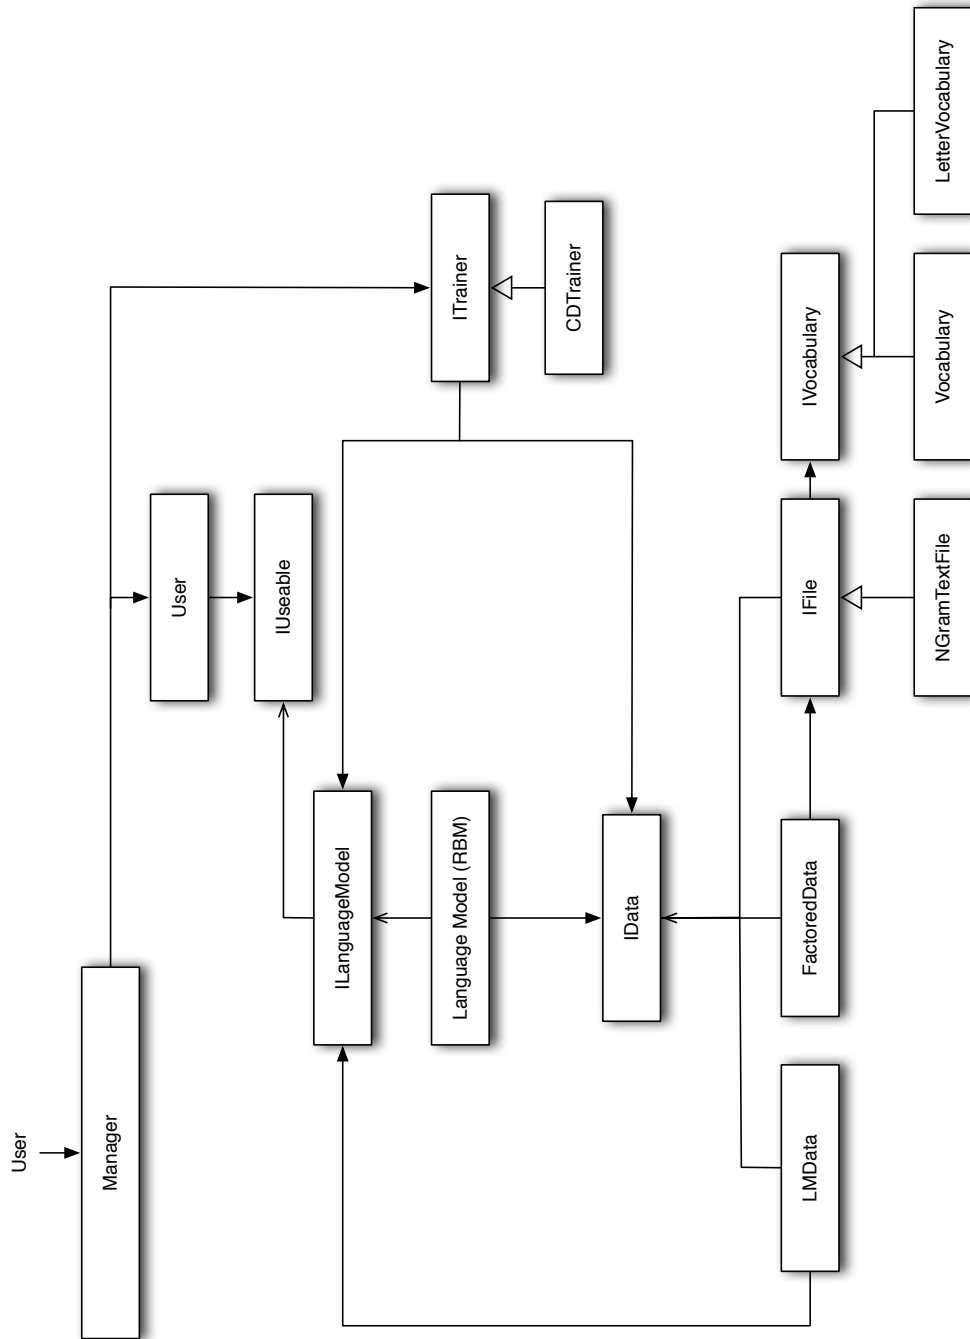 User
Manager
User
IUseable
ILanguageModel
Language Model (RBM)
ITrainer
CDTrainer
IData
LMData
FactoredData
IFile
IVocabulary
NGramTextFile
Vocabulary
LetterVocabulary